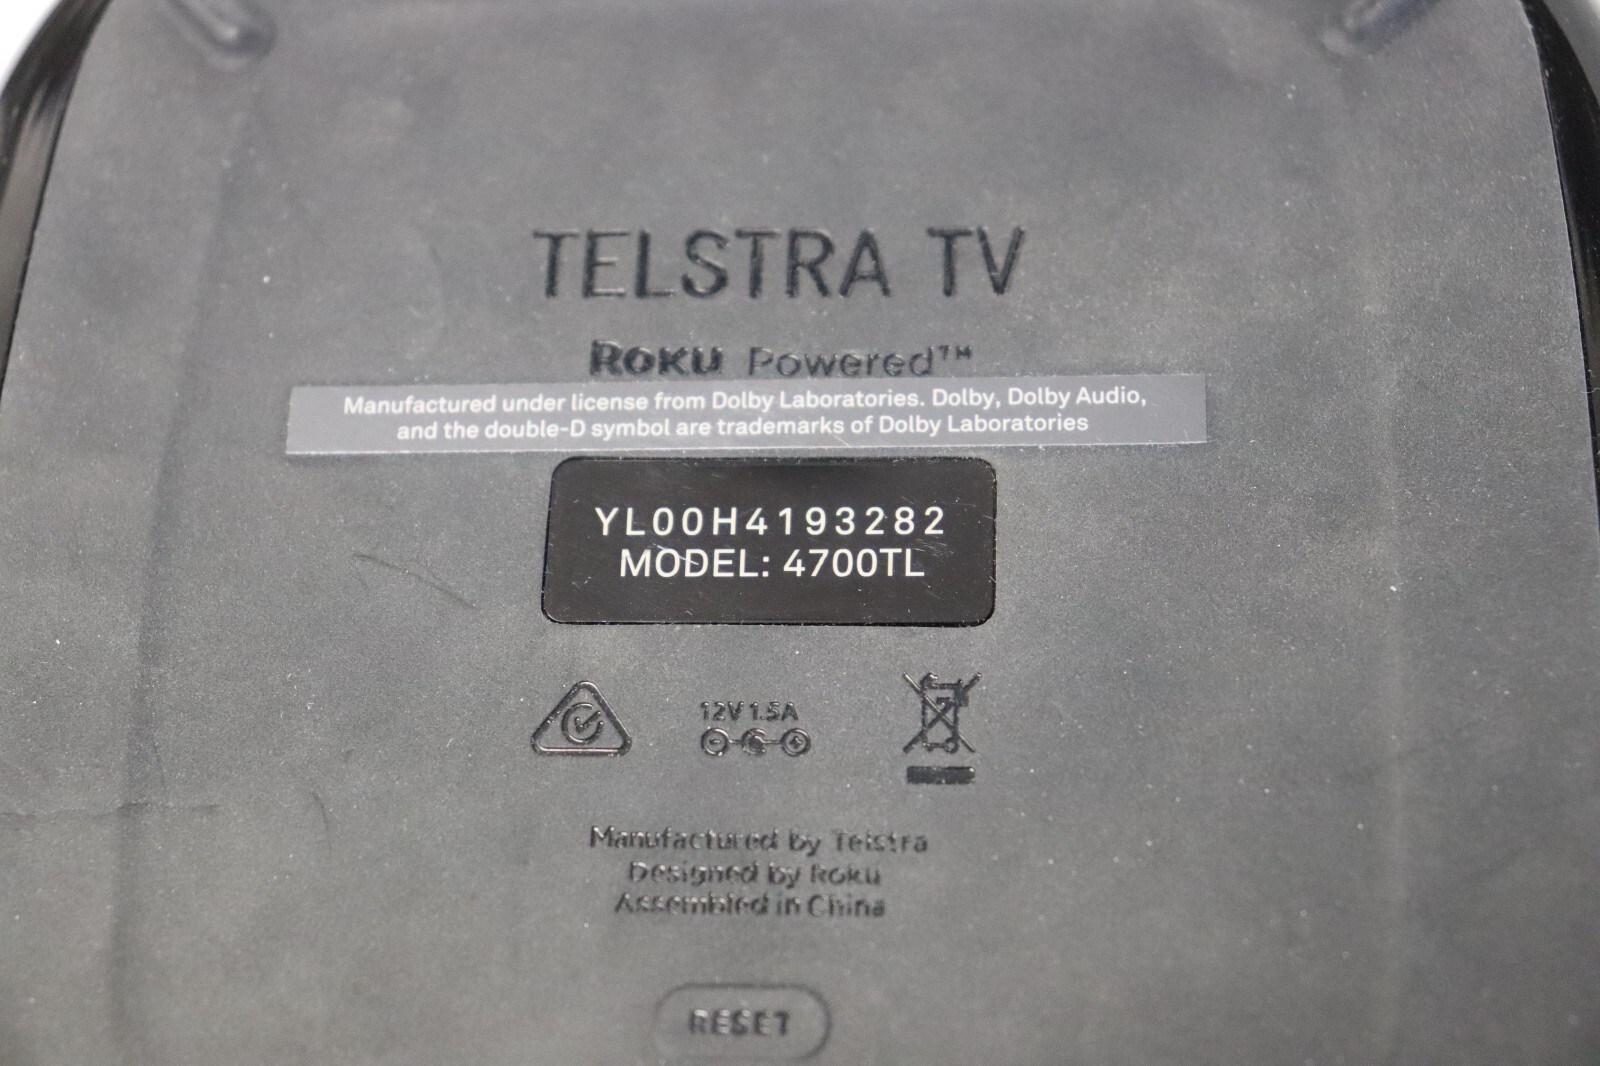 TELSTRA TV
ROKU Powered™
Manufactured under license from Dolby Laboratories. Dolby, Dolby Audio,
and the double-D symbol are trademarks of Dolby Laboratories
YL00H4193282
MODEL: 4700TL
12V 1.5A
Manufactured by Telstra
Designed by Roku
Assembled in China
RESET